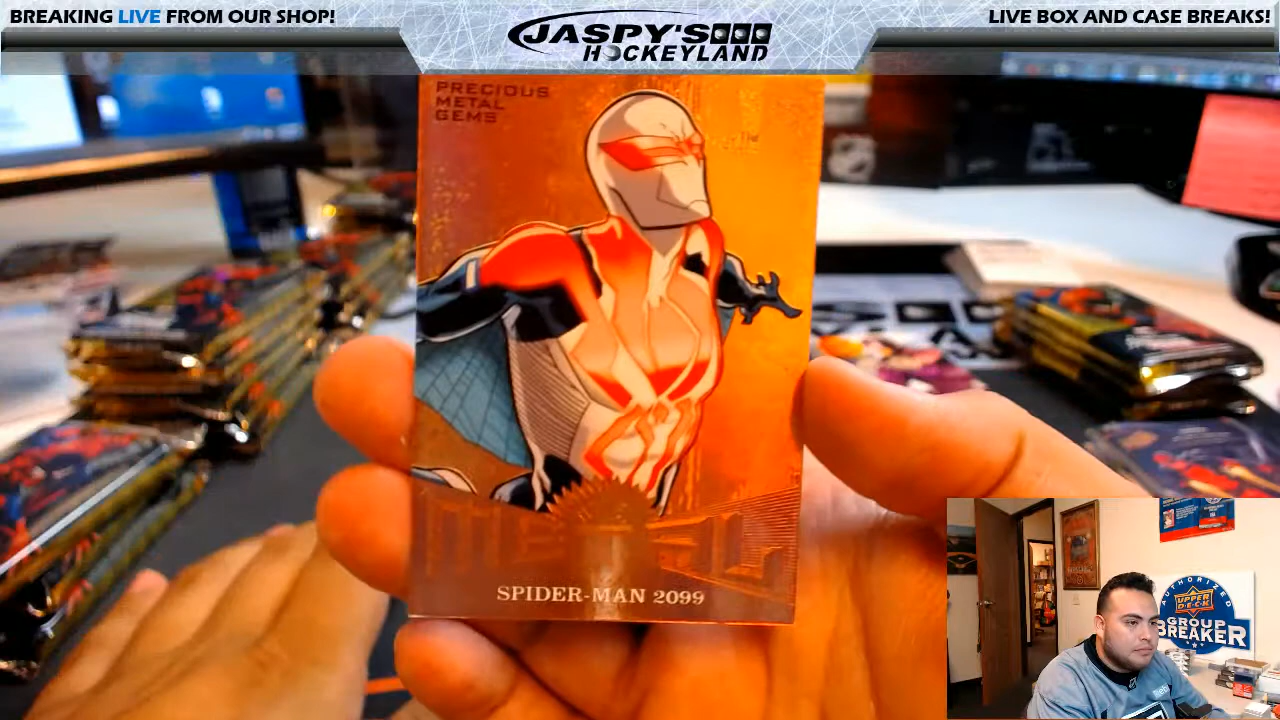 BREAKING LIVE FROM OUR SHOP!
JASPY'S
HOCKEYLAND
LIVE BOX AND CASE BREAKS!
PRECIOUS
METAL
GEMS
SPIDER-MAN 2099
AUTHORIZED
UPPER
DECK
GROUP
BREAKER